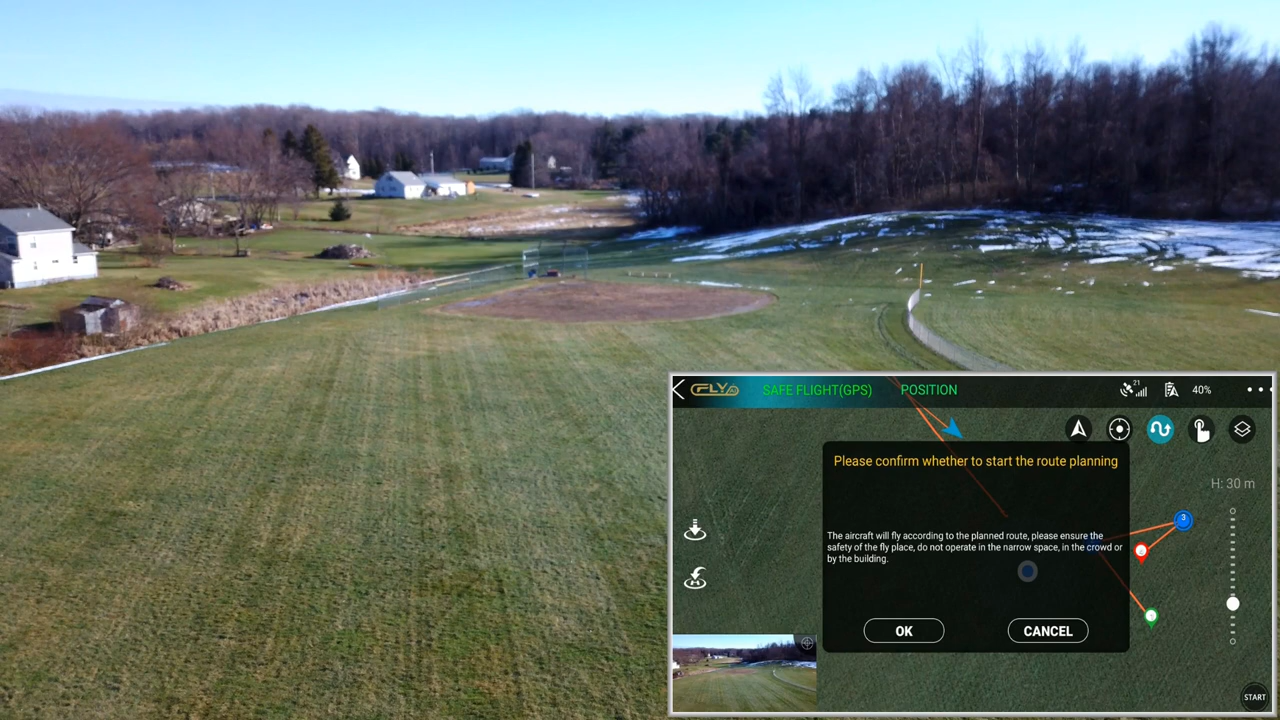 CFLY
SAFE FLIGHT(GPS)
POSITION
21
40%
Please confirm whether to start the route planning
H: 30 m
3
The aircraft will fly according to the planned route, please ensure the
safety of the fly place, do not operate in the narrow space, in the crowd or
by the building.
OK
CANCEL
START